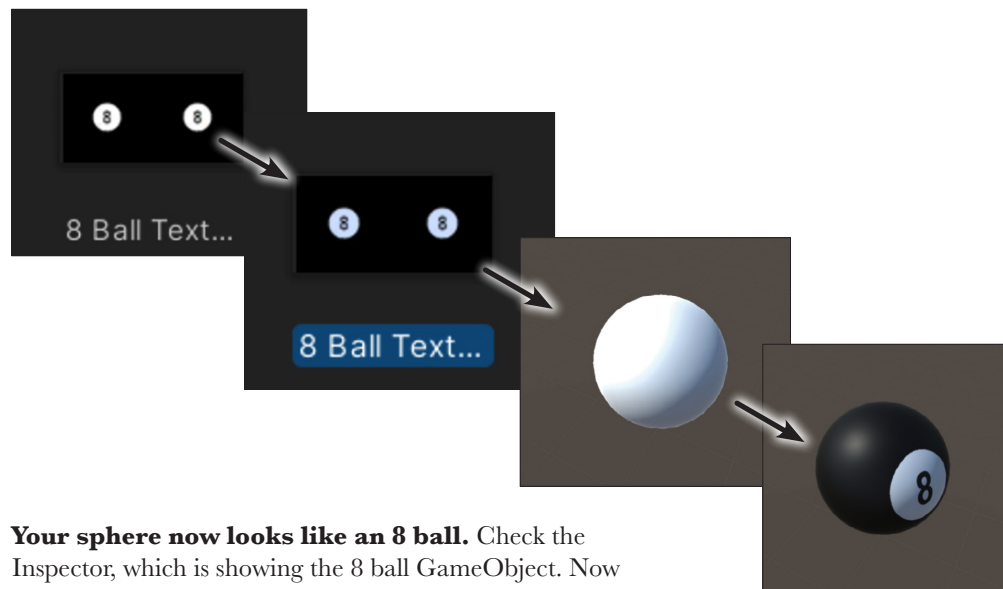 8 8
8 Ball Text...
8 8
8 Ball Text...
8
Your sphere now looks like an 8 ball. Check the
Inspector, which is showing the 8 ball GameObject. Now